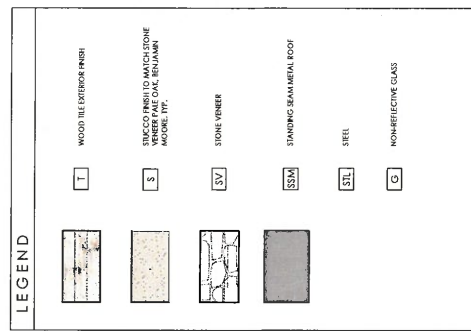 LEGEND
T
WOOD TILE EXTERIOR FINISH
S
STUCCO FINISH TO MATCH STONE
VENEER PALE OAK, BENJAMIN
MOORE. TYP.
SV
STONE VENEER
SSM
STANDING SEAM METAL ROOF
STL
STEEL
G
NON-REFLECTIVE GLASS